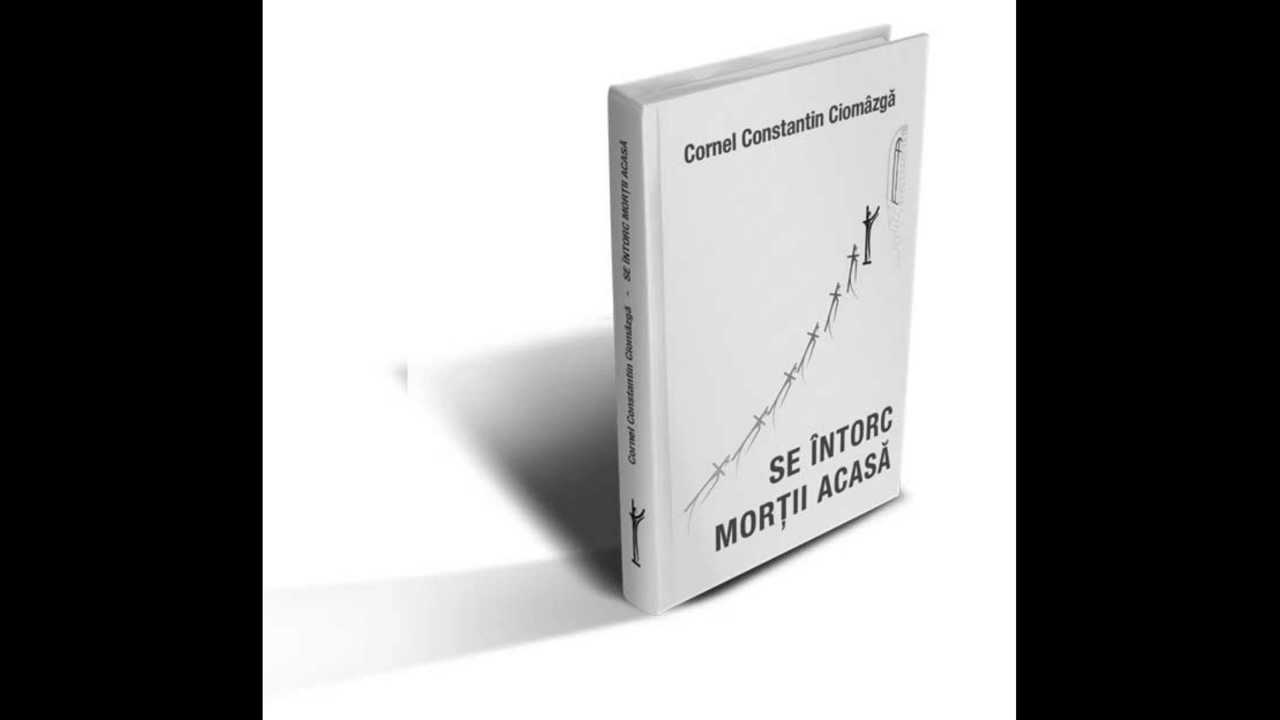 Cornel Constantin Ciomâzgă
SE ÎNTORC
MORȚII ACASĂ
Cornel Constantin Ciomâzgă - SE ÎNTORC MORȚII ACASĂ